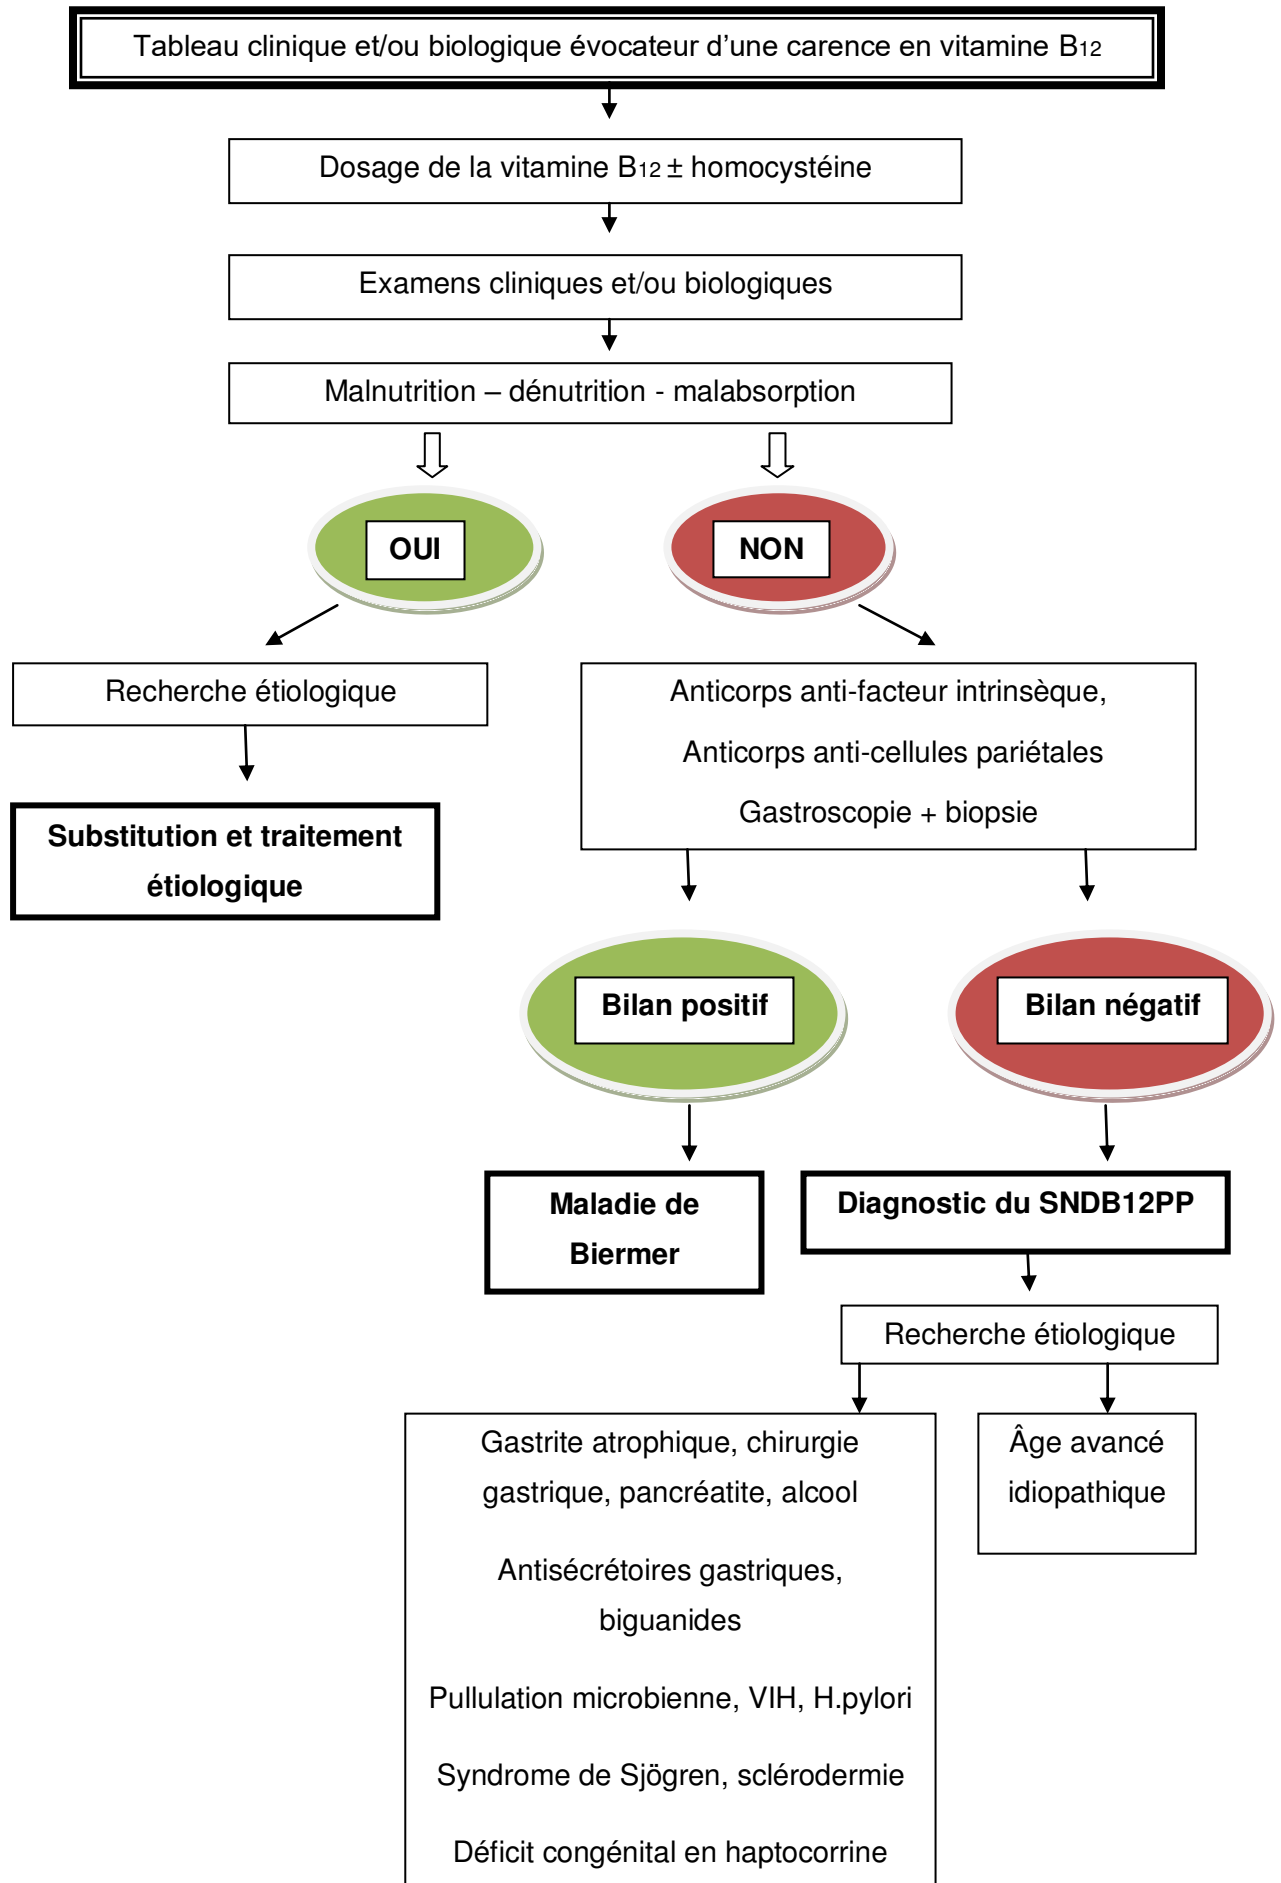 Tableau clinique et/ou biologique évocateur d’une carence en vitamine B12
Dosage de la vitamine B12 ± homocystéine
Examens cliniques et/ou biologiques
Malnutrition – dénutrition - malabsorption
OUI
NON
Recherche étiologique
Substitution et traitement
étiologique
Anticorps anti-facteur intrinsèque,
Anticorps anti-cellules pariétales
Gastroscopie + biopsie
Bilan positif
Bilan négatif
Maladie de
Biermer
Diagnostic du SNDB12PP
Recherche étiologique
Gastrite atrophique, chirurgie
gastrique, pancréatite, alcool
Antisécrétoires gastriques,
biguanides
Pullulation microbienne, VIH, H.pylori
Syndrome de Sjögren, sclérodermie
Déficit congénital en haptocorrine
Âge avancé
idiopathique